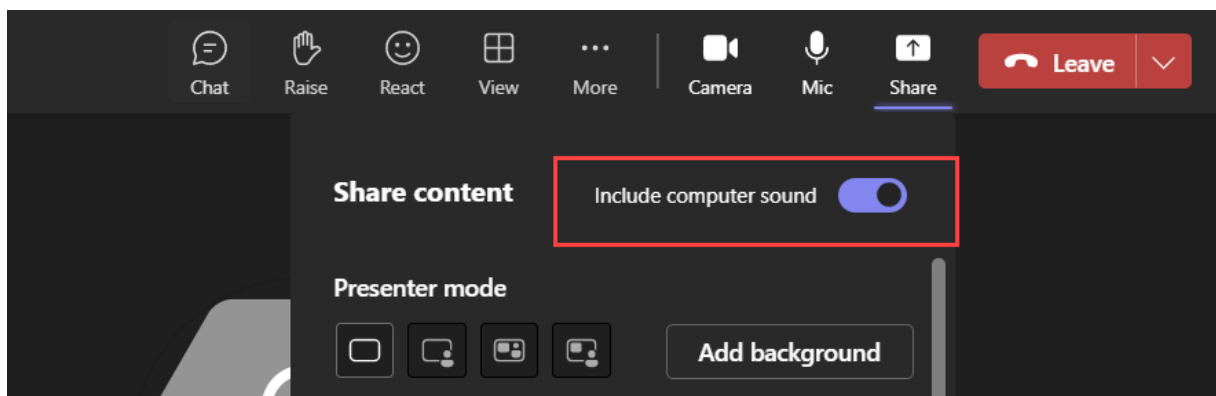 Chat Raise React View More Camera Mic Share Leave
Share content Include computer sound
Presenter mode
Add background